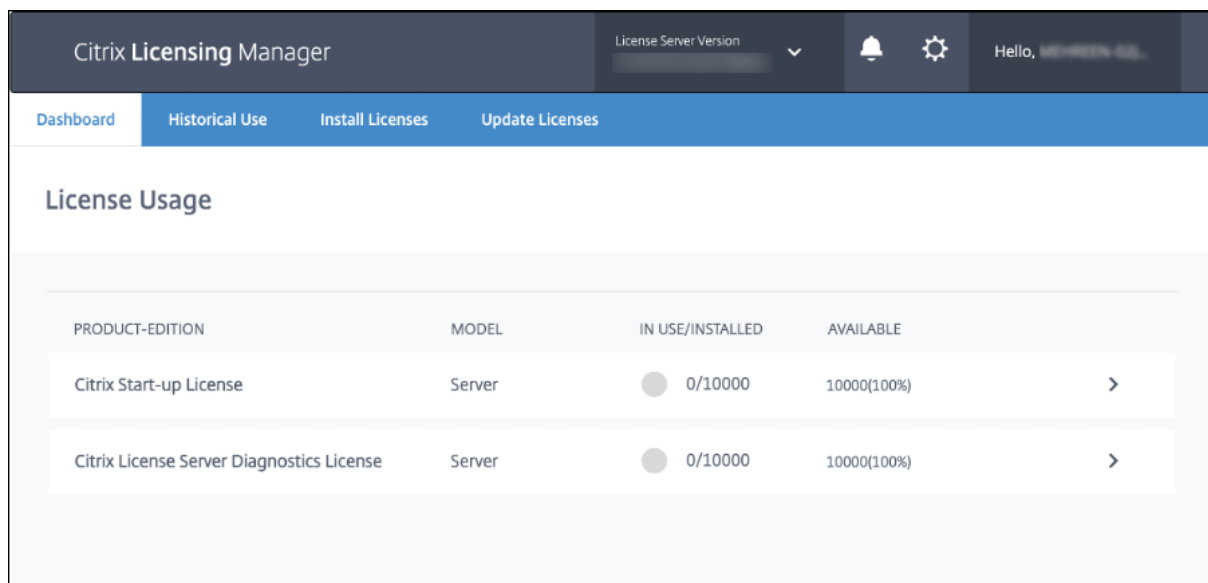 Citrix Licensing Manager
License Server Version
Hello,
Dashboard Historical Use Install Licenses Update Licenses
License Usage
PRODUCT-EDITION MODEL IN USE/INSTALLED AVAILABLE
Citrix Start-up License Server 0/10000 10000(100%)
Citrix License Server Diagnostics License Server 0/10000 10000(100%)